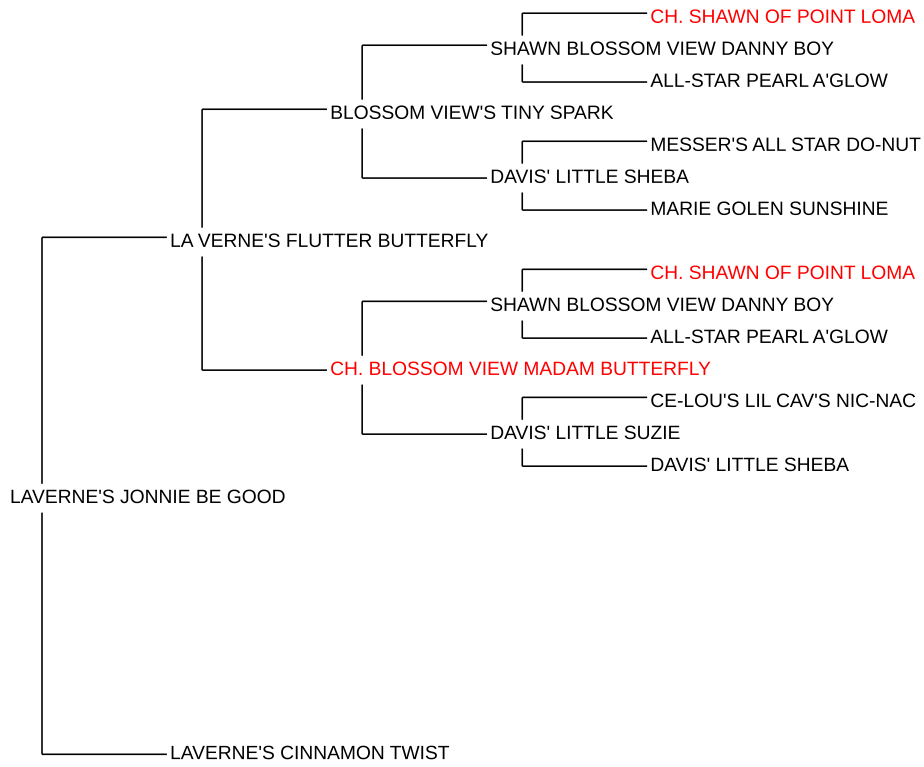 CH. SHAWN OF POINT LOMA
SHAWN BLOSSOM VIEW DANNY BOY
ALL-STAR PEARL A'GLOW
BLOSSOM VIEW'S TINY SPARK
MESSER'S ALL STAR DO-NUT
DAVIS' LITTLE SHEBA
MARIE GOLEN SUNSHINE
LA VERNE'S FLUTTER BUTTERFLY
CH. SHAWN OF POINT LOMA
SHAWN BLOSSOM VIEW DANNY BOY
ALL-STAR PEARL A'GLOW
CH. BLOSSOM VIEW MADAM BUTTERFLY
CE-LOU'S LIL CAV'S NIC-NAC
DAVIS' LITTLE SUZIE
DAVIS' LITTLE SHEBA
LAVERNE'S JONNIE BE GOOD
LAVERNE'S CINNAMON TWIST